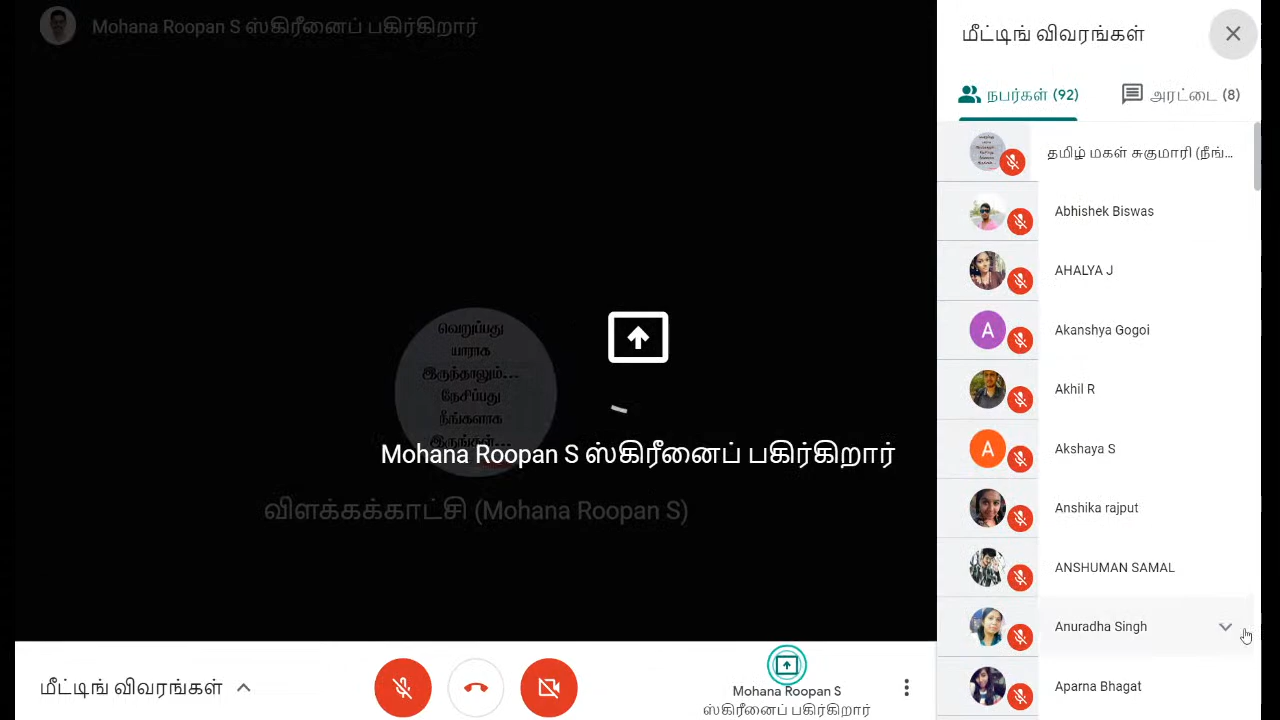 Mohana Roopan S ஸ்கிரீனைப் பகிர்கிறார்
வெறுப்பது
யாராக
இருந்தாலும்...
நேசிப்பது
நீங்களாக
இருங்கள்...
Mohana Roopan S ஸ்கிரீனைப் பகிர்கிறார்
விளக்கக்காட்சி (Mohana Roopan S)
மீட்டிங் விவரங்கள்
Mohana Roopan S
ஸ்கிரீனைப் பகிர்கிறார்
மீட்டிங் விவரங்கள்
நபர்கள் (92)
அரட்டை (8)
தமிழ் மகள் சுகுமாரி (நீங்...
Abhishek Biswas
AHALYA J
A
Akanshya Gogoi
Akhil R
A
Akshaya S
Anshika rajput
ANSHUMAN SAMAL
Anuradha Singh
Aparna Bhagat